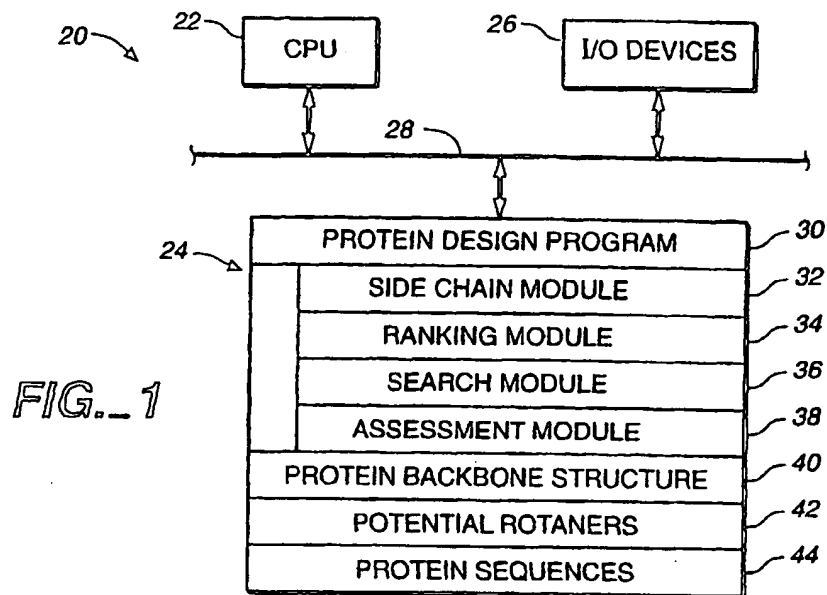 20
22
CPU
26
I/O DEVICES
28
24
PROTEIN DESIGN PROGRAM 30
SIDE CHAIN MODULE 32
RANKING MODULE 34
SEARCH MODULE 36
ASSESSMENT MODULE 38
PROTEIN BACKBONE STRUCTURE 40
POTENTIAL ROTANERS 42
PROTEIN SEQUENCES 44
FIG._1